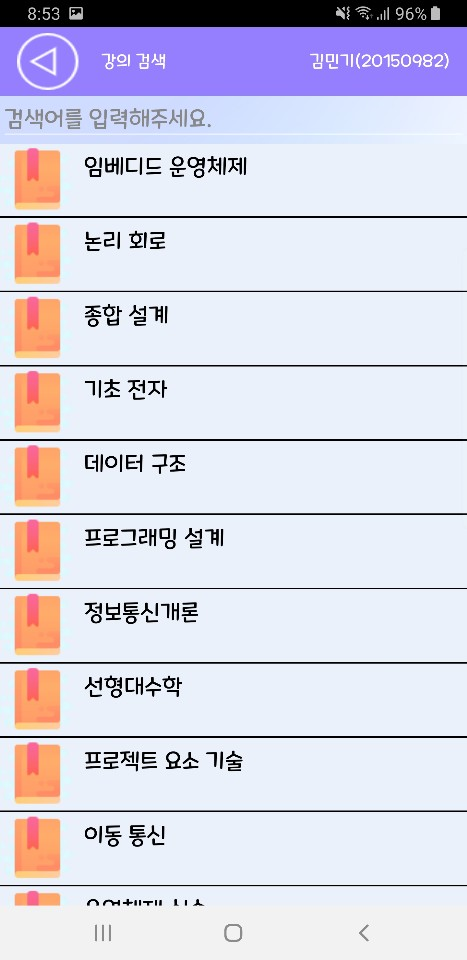 8:53 96%
강의 검색 김민기(20150982)
검색어를 입력해주세요.
임베디드 운영체제
논리 회로
종합 설계
기초 전자
데이터 구조
프로그래밍 설계
정보통신개론
선형대수학
프로젝트 요소 기술
이동 통신